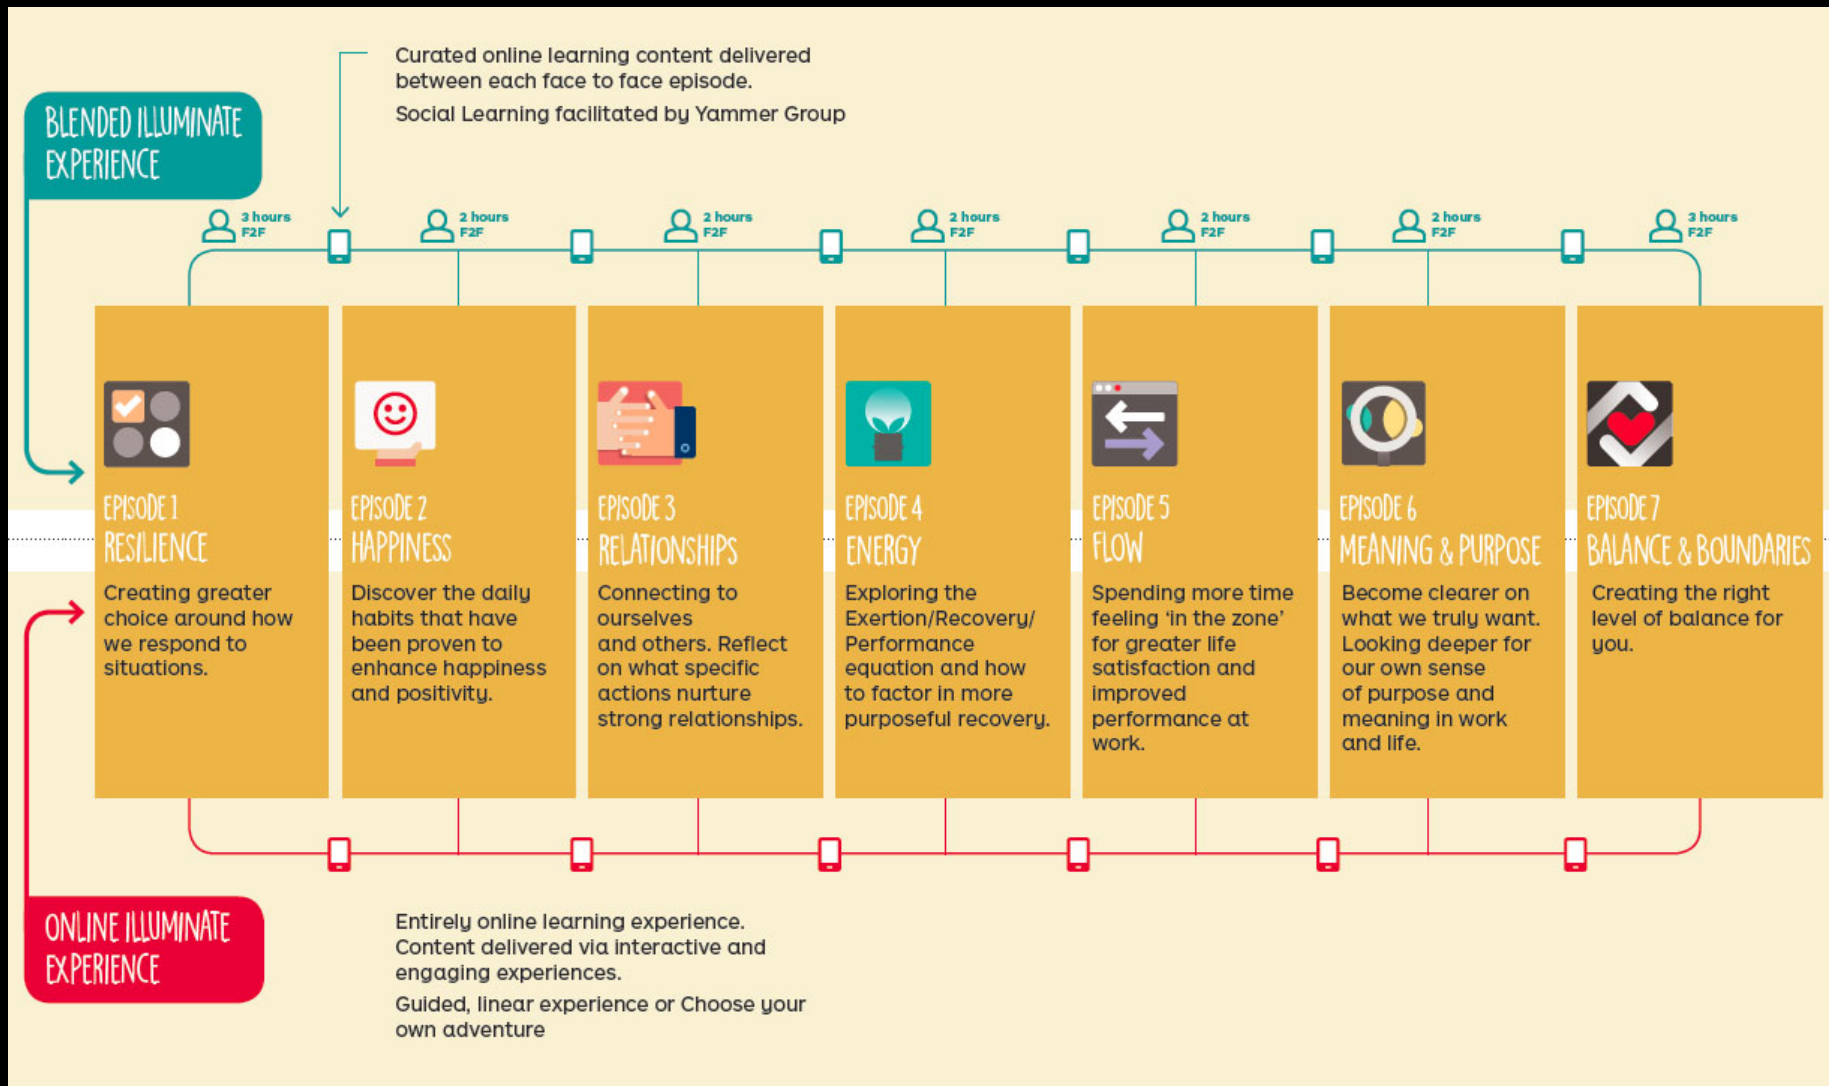 Curated online learning content delivered
between each face to face episode.
Social Learning facilitated by Yammer Group
BLENDED ILLUMINATE
EXPERIENCE
3 hours
F2F
2 hours
F2F
2 hours
F2F
2 hours
F2F
2 hours
F2F
2 hours
F2F
3 hours
F2F
EPISODE 1
RESILIENCE
Creating greater
choice around how
we respond to
situations.
EPISODE 2
HAPPINESS
Discover the daily
habits that have
been proven to
enhance happiness
and positivity.
EPISODE 3
RELATIONSHIPS
Connecting to
ourselves
and others. Reflect
on what specific
actions nurture
strong relationships.
EPISODE 4
ENERGY
Exploring the
Exertion/Recovery/
Performance
equation and how
to factor in more
purposeful recovery.
EPISODE 5
FLOW
Spending more time
feeling ‘in the zone’
for greater life
satisfaction and
improved
performance at
work.
EPISODE 6
MEANING & PURPOSE
Become clearer on
what we truly want.
Looking deeper for
our own sense
of purpose and
meaning in work
and life.
EPISODE 7
BALANCE & BOUNDARIES
Creating the right
level of balance for
you.
ONLINE ILLUMINATE
EXPERIENCE
Entirely online learning experience.
Content delivered via interactive and
engaging experiences.
Guided, linear experience or Choose your
own adventure